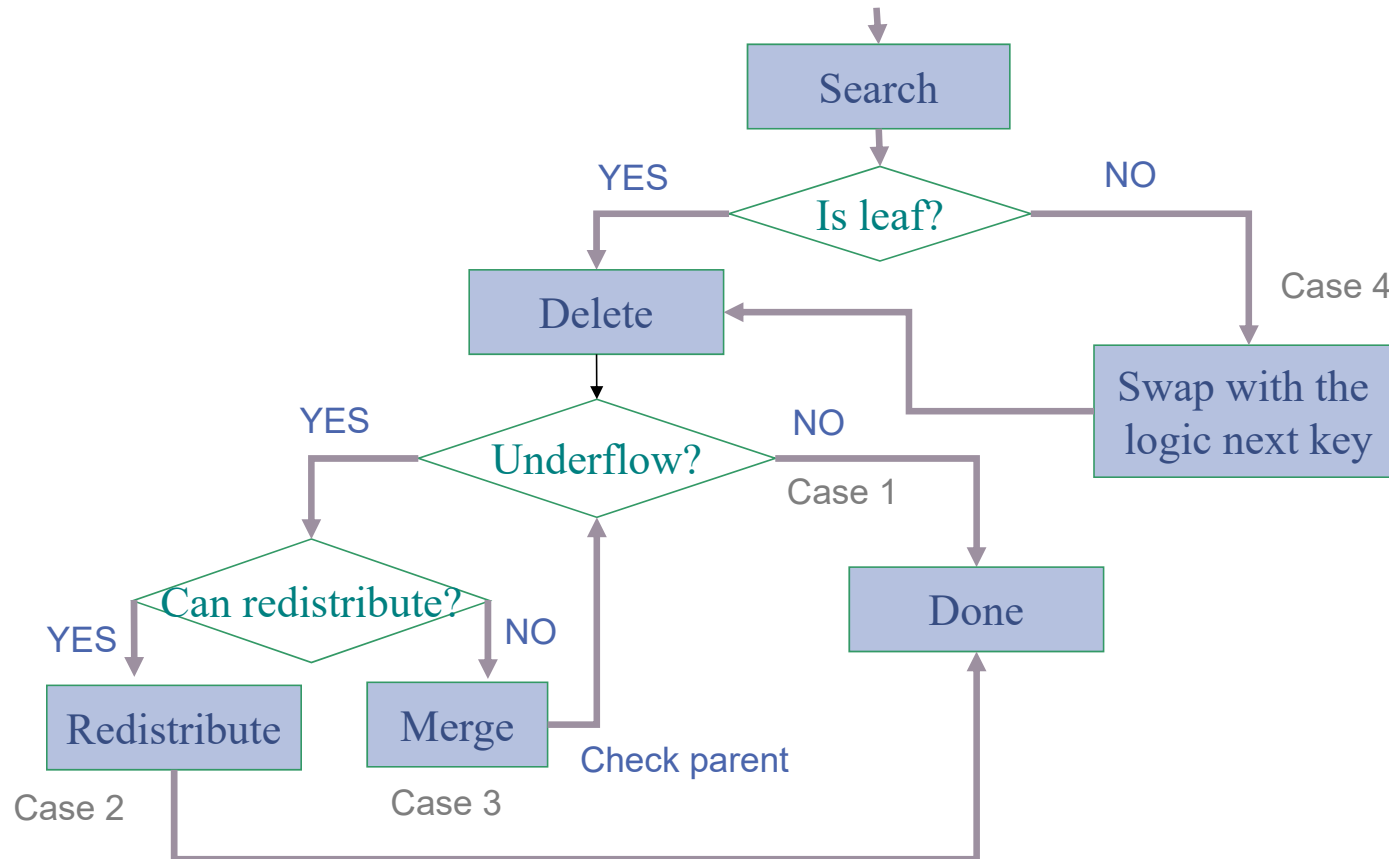 Search
YES
NO
Is leaf?
Case 4
Delete
Swap with the
logic next key
YES
NO
Underflow?
Case 1
Can redistribute?
Done
YES
NO
Redistribute
Merge
Check parent
Case 2
Case 3